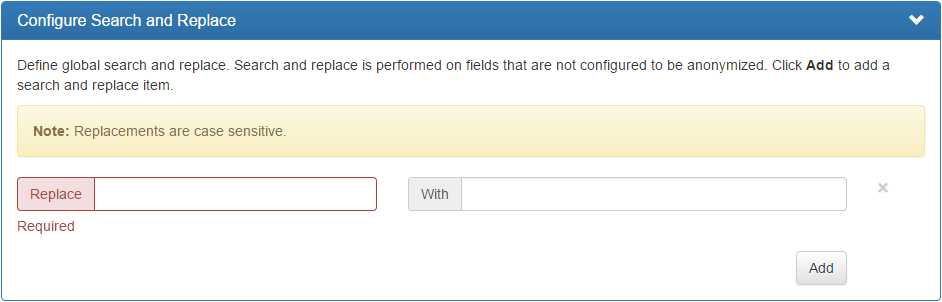 Configure Search and Replace
Define global search and replace. Search and replace is performed on fields that are not configured to be anonymized. Click Add to add a
search and replace item.
Note: Replacements are case sensitive.
Replace
With
×
Required
Add